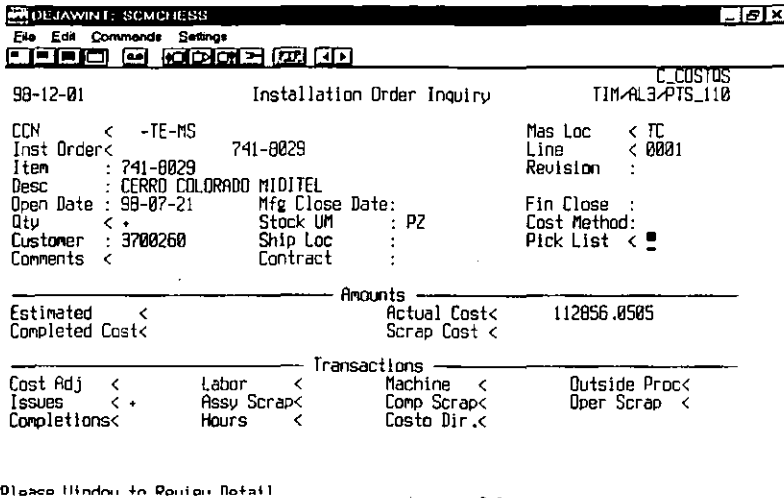 DEJAWINT: SCMCHESS
File Edit Commands Settings
C_COSTOS
98-12-01 Installation Order Inquiry TIM/AL3/PTS_110
CCN < -TE-MS Mas Loc < TC
Inst Order< 741-8029 Line < 0001
Item : 741-8029 Revision :
Desc : CERRO COLORADO MIDITEL
Open Date : 98-07-21 Mfg Close Date: Fin Close :
Qty < + Stock UM : PZ Cost Method:
Customer : 3700260 Ship Loc : Pick List <
Comments < Contract :
Amounts
Estimated < Actual Cost< 112856.0505
Completed Cost< Scrap Cost <
Transactions
Cost Adj < Labor < Machine < Outside Proc<
Issues < + Assy Scrap< Comp Scrap< Oper Scrap <
Completions< Hours < Costo Dir.<
Please Window to Review Detail